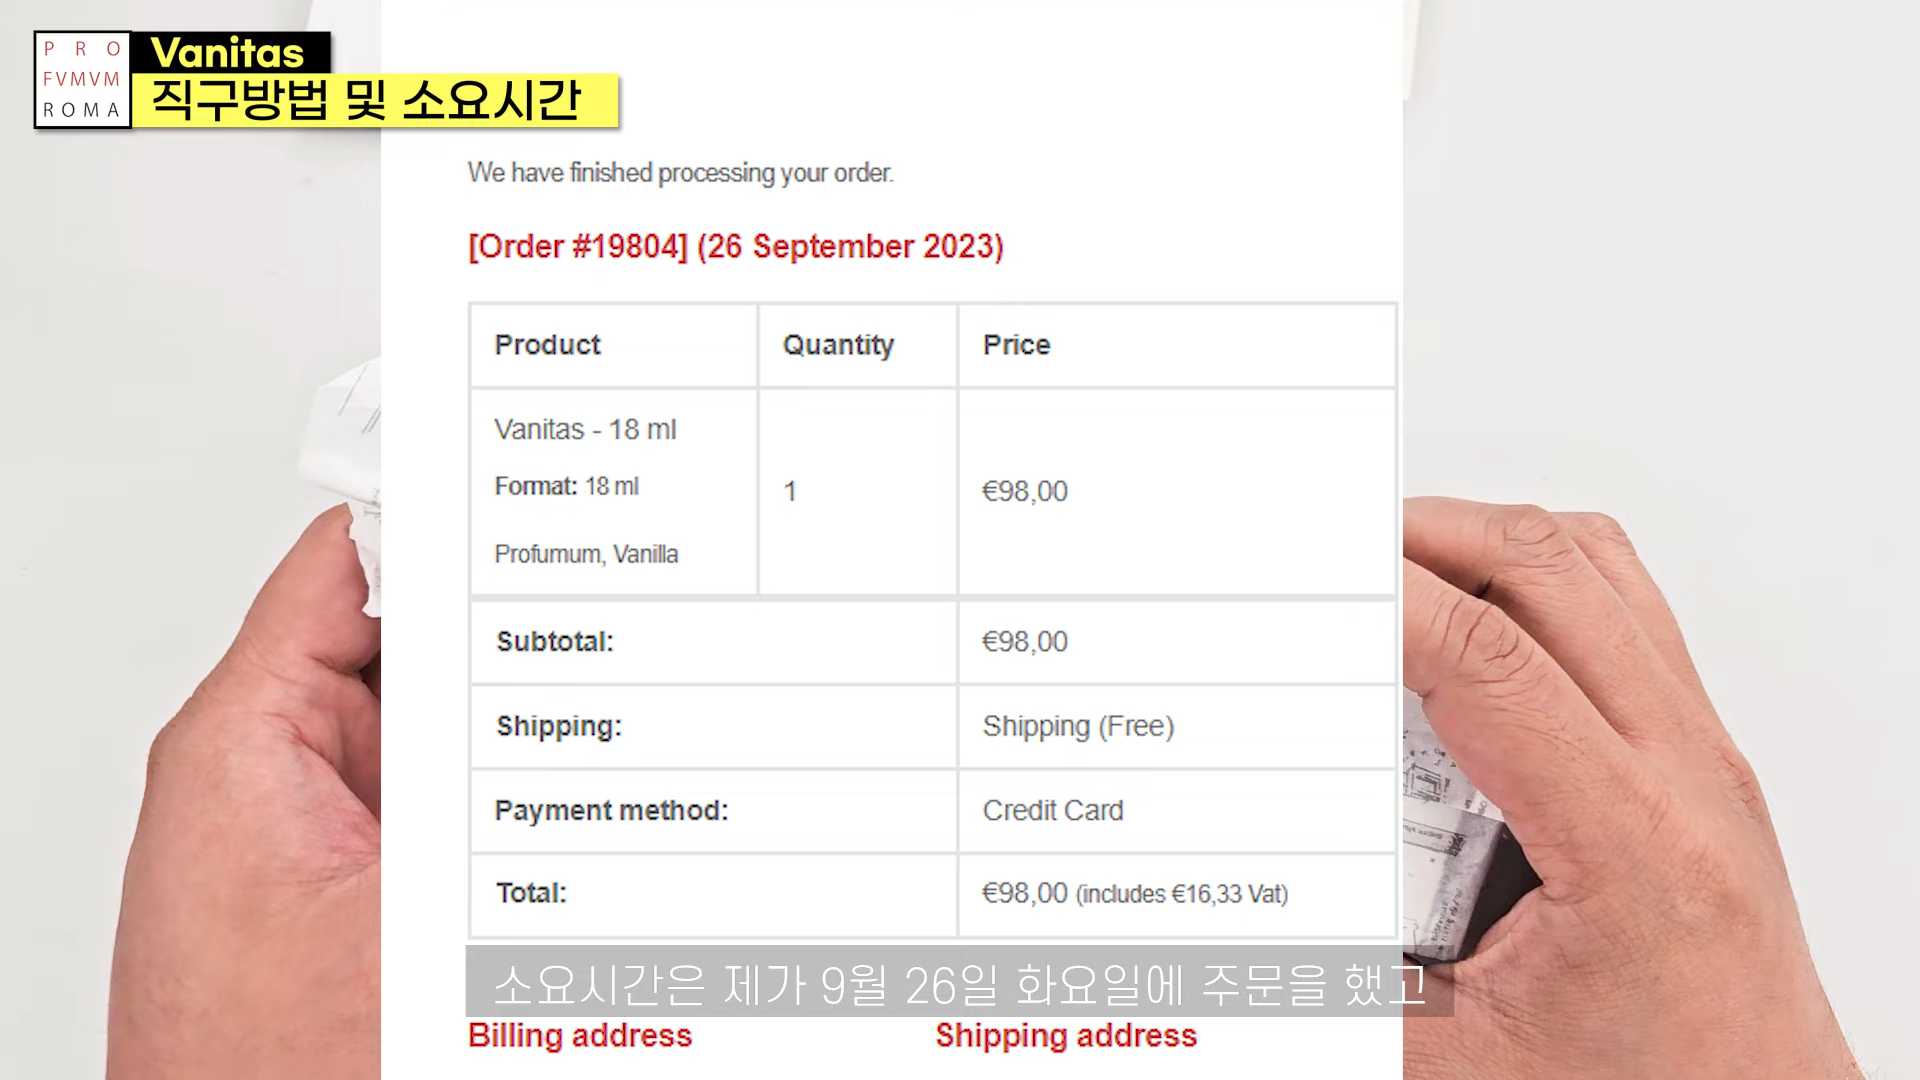 PRO
FVMVM
ROMA
Vanitas
직구방법 및 소요시간
We have finished processing your order.
[Order #19804] (26 September 2023)
Product Quantity Price
Vanitas - 18 ml
Format: 18 ml
Profumum, Vanilla
1
€98,00
Subtotal: €98,00
Shipping: Shipping (Free)
Payment method: Credit Card
Total: €98,00 (includes €16,33 Vat)
소요시간은 제가 9월 26일 화요일에 주문을 했고
Billing address Shipping address